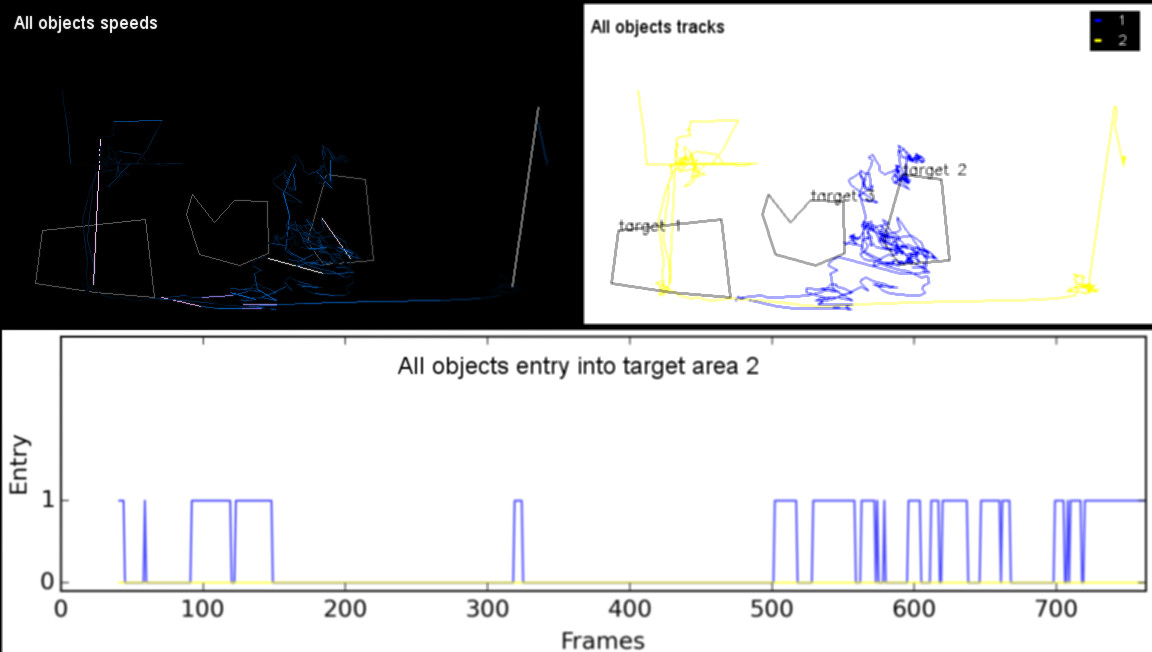 All objects speeds
All objects tracks
1
2
target 2
target 3
target 1
All objects entry into target area 2
Entry
1
0
0 100 200 300 400 500 600 700
Frames